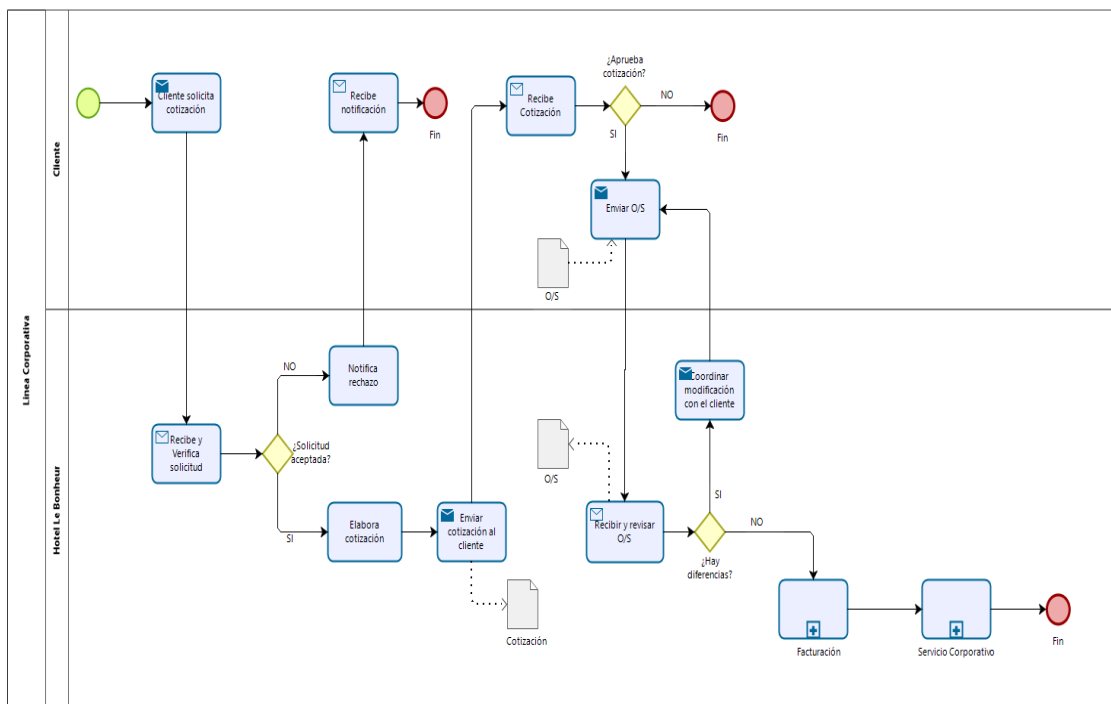 Línea Corporativa
Cliente
Cliente solicita
cotización
Recibe
notificación
Fin
Recibe
Cotización
¿Aprueba
cotización?
NO
Fin
SI
Enviar O/S
O/S
Hotel Le Bonheur
Recibe y
Verifica
solicitud
¿Solicitud
aceptada?
NO
Notifica
rechazo
SI
Elabora
cotización
Enviar
cotización al
cliente
Cotización
O/S
Recibir y revisar
O/S
¿Hay
diferencias?
SI
Coordinar
modificación
con el cliente
NO
Facturación
Servicio Corporativo
Fin